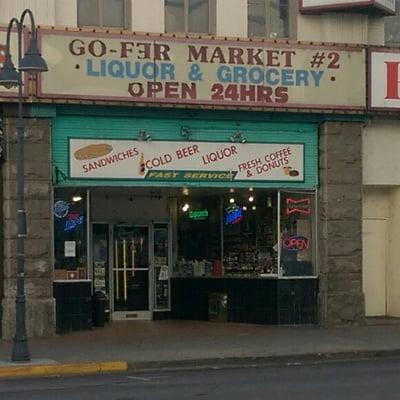 GO-FER MARKET #2
· LIQUOR & GROCERY ·
OPEN 24HRS
SANDWICHES
COLD BEER
LIQUOR
FRESH COFFEE
& DONUTS
FAST SERVICE
OPEN